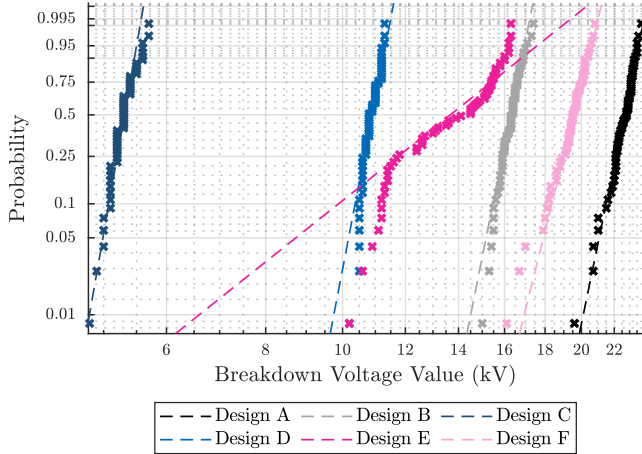 0.995
0.95
0.75
0.5
0.25
0.1
0.05
0.01
Probability
6 8 10 12 14 16 18 20 22
Breakdown Voltage Value (kV)
Design A Design B Design C
Design D Design E Design F